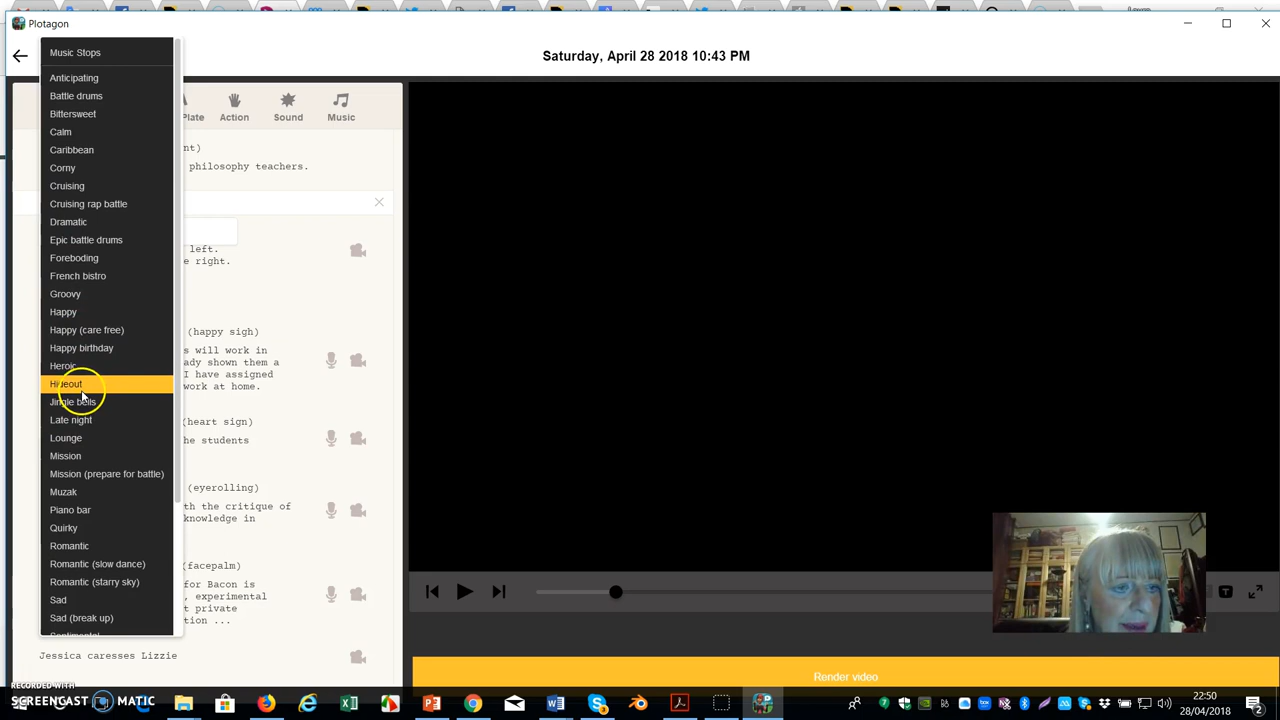 Plotagon
Saturday, April 28 2018 10:43 PM
Music Stops
Anticipating
Battle drums
Bittersweet
Calm
Caribbean
Corny
Cruising
Cruising rap battle
Dramatic
Epic battle drums
Foreboding
French bistro
Groovy
Happy
Happy (care free)
Happy birthday
Heroic
Hideout
Jingle bells
Late night
Lounge
Mission
Mission (prepare for battle)
Muzak
Piano bar
Quirky
Romantic
Romantic (slow dance)
Romantic (starry sky)
Sad
Sad (break up)
Sentimental
Plate Action Sound Music
nt)
philosophy teachers.
left.
e right.
(happy sigh)
s will work in
ady shown them a
I have assigned
work at home.
(heart sign)
he students
(eyerolling)
th the critique of
knowledge in
(facepalm)
for Bacon is
, experimental
t private
tion ...
Jessica caresses Lizzie
Render video
RECORDED WITH
SCREENCAST MATIC
22:50
28/04/2018